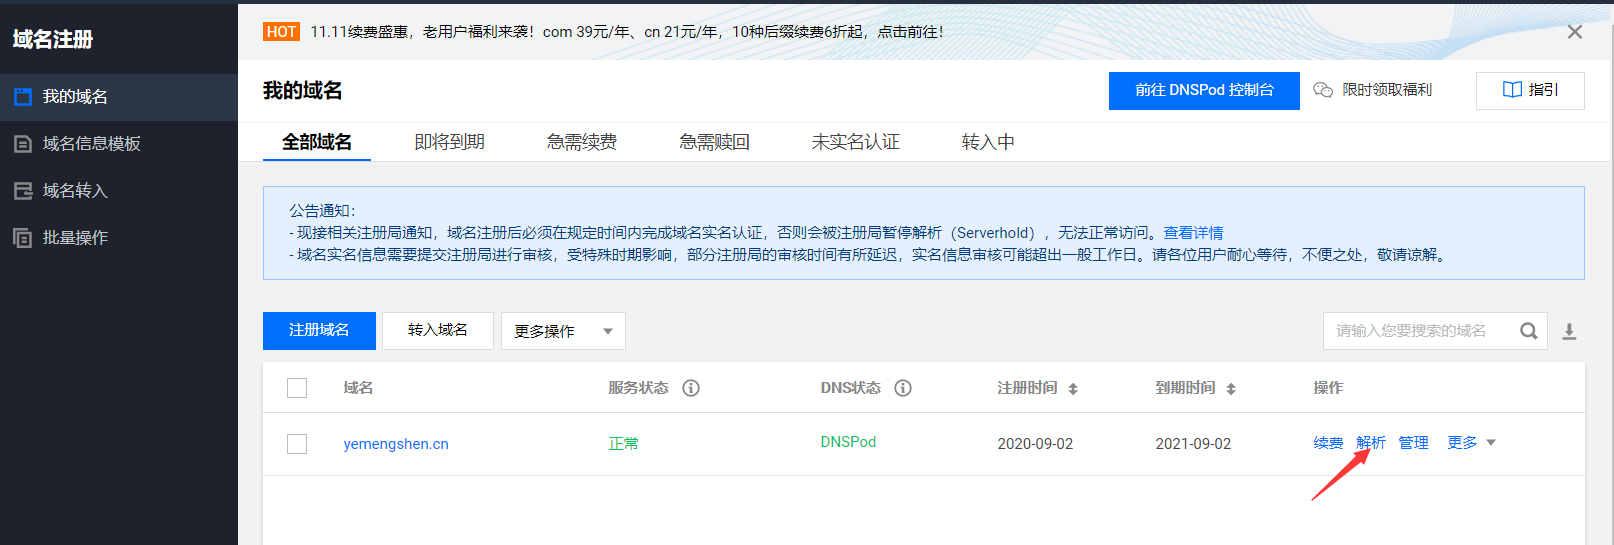 域名注册
我的域名
域名信息模板
域名转入
批量操作
HOT 11.11续费盛惠，老用户福利来袭！com 39元/年、cn 21元/年，10种后缀续费6折起，点击前往！
我的域名
前往 DNSPod 控制台 限时领取福利 指引
全部域名 即将到期 急需续费 急需赎回 未实名认证 转入中
公告通知：
- 现接相关注册局通知，域名注册后必须在规定时间内完成域名实名认证，否则会被注册局暂停解析（Serverhold），无法正常访问。查看详情
- 域名实名信息需要提交注册局进行审核，受特殊时期影响，部分注册局的审核时间有所延迟，实名信息审核可能超出一般工作日。请各位用户耐心等待，不便之处，敬请谅解。
注册域名 转入域名 更多操作 请输入您要搜索的域名
域名 服务状态 DNS状态 注册时间 到期时间 操作
yemengshen.cn 正常 DNSPod 2020-09-02 2021-09-02 续费 解析 管理 更多